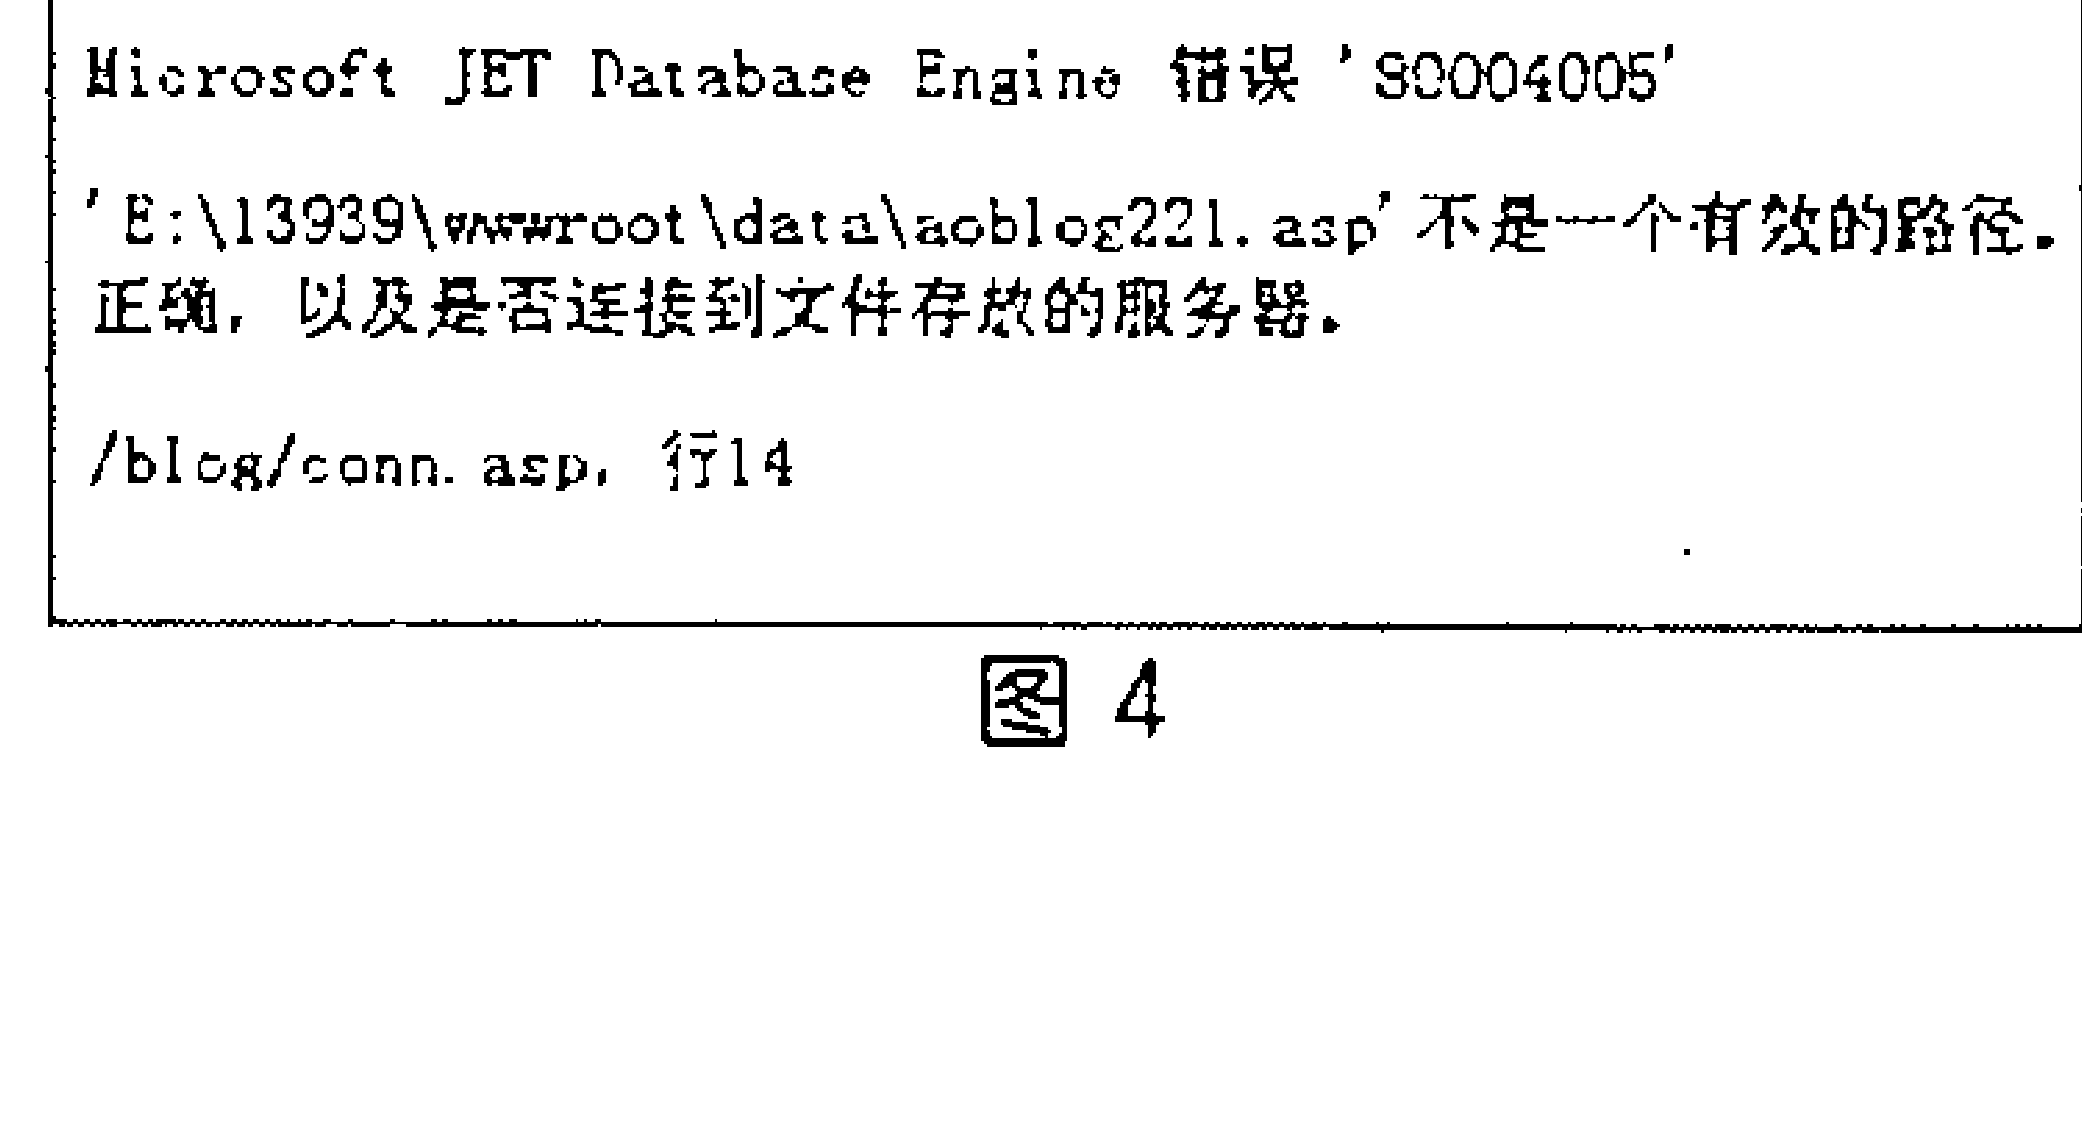 Microsoft JET Database Engine 错误 '80004005'
'E:\13939\wwwroot\data\aoblog221.asp'不是一个有效的路径.
正确, 以及是否连接到文件存放的服务器.
/blog/conn.asp, 行14
图 4